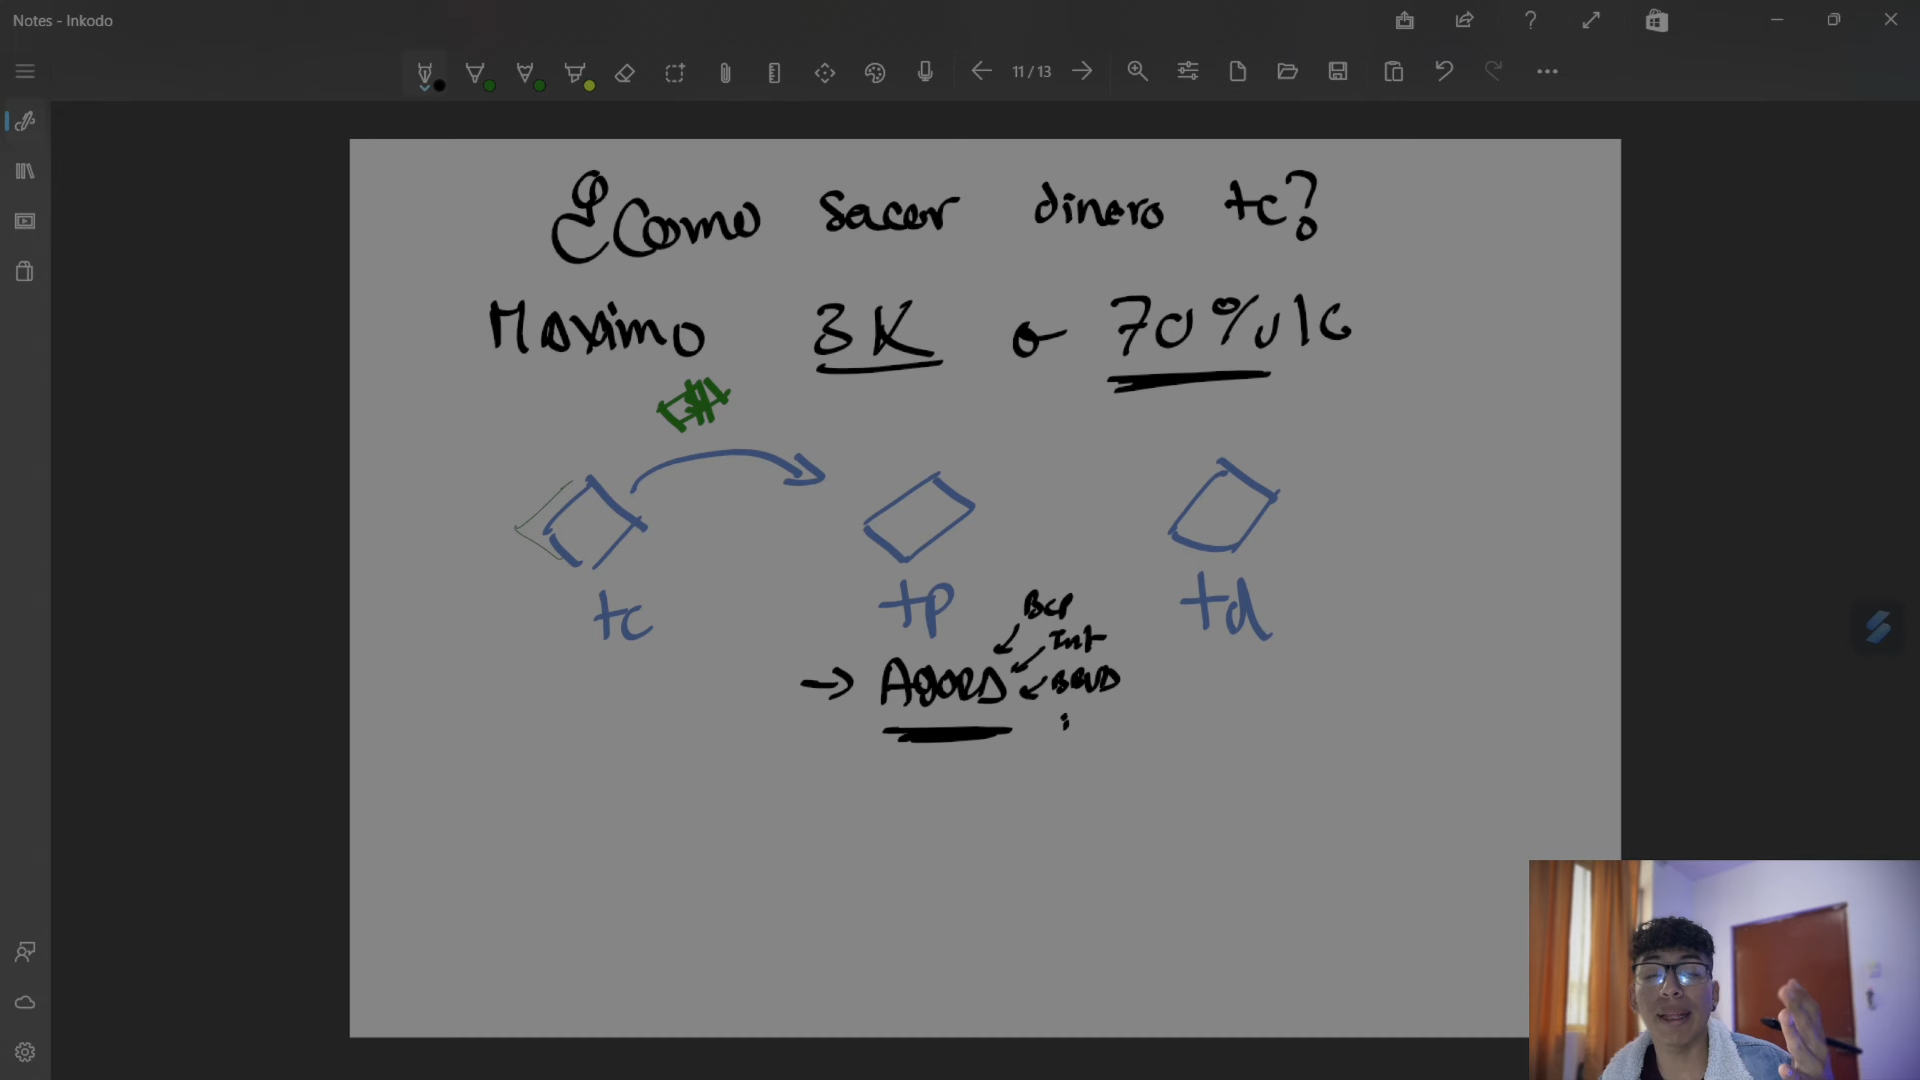 Notes - Inkodo
11 / 13
¿Como sacar dinero tc?
Maximo 3K o 70% lc
$
tc
tp
td
Bcp
Int
→ Agora
BBVA